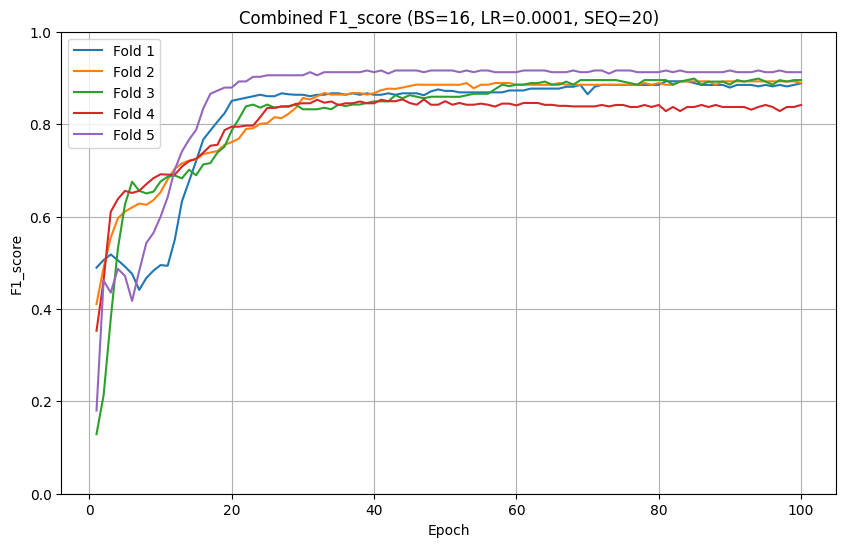 Combined F1_score (BS=16, LR=0.0001, SEQ=20)
Fold 1
Fold 2
Fold 3
Fold 4
Fold 5
F1_score
1.0
0.8
0.6
0.4
0.2
0.0
0 20 40 60 80 100
Epoch